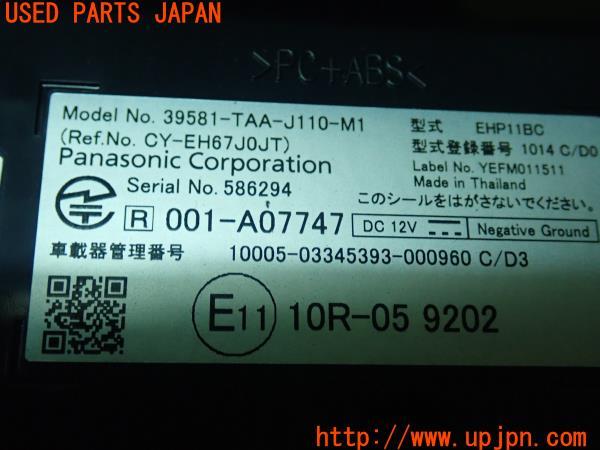 USED PARTS JAPAN
>PC+ABS<
Model No. 39581-TAA-J110-M1
(Ref.No. CY-EH67J0JT)
Panasonic Corporation
Serial No. 586294
型式 EHP11BC
型式登録番号 1014 C/D0
Label No. YEFM011511
Made in Thailand
このシールをはがさないでください。
R 001-A07747 DC 12V Negative Ground
車載器管理番号 10005-03345393-000960 C/D3
E11 10R-05 9202
UPJ
http://www.upjpn.com